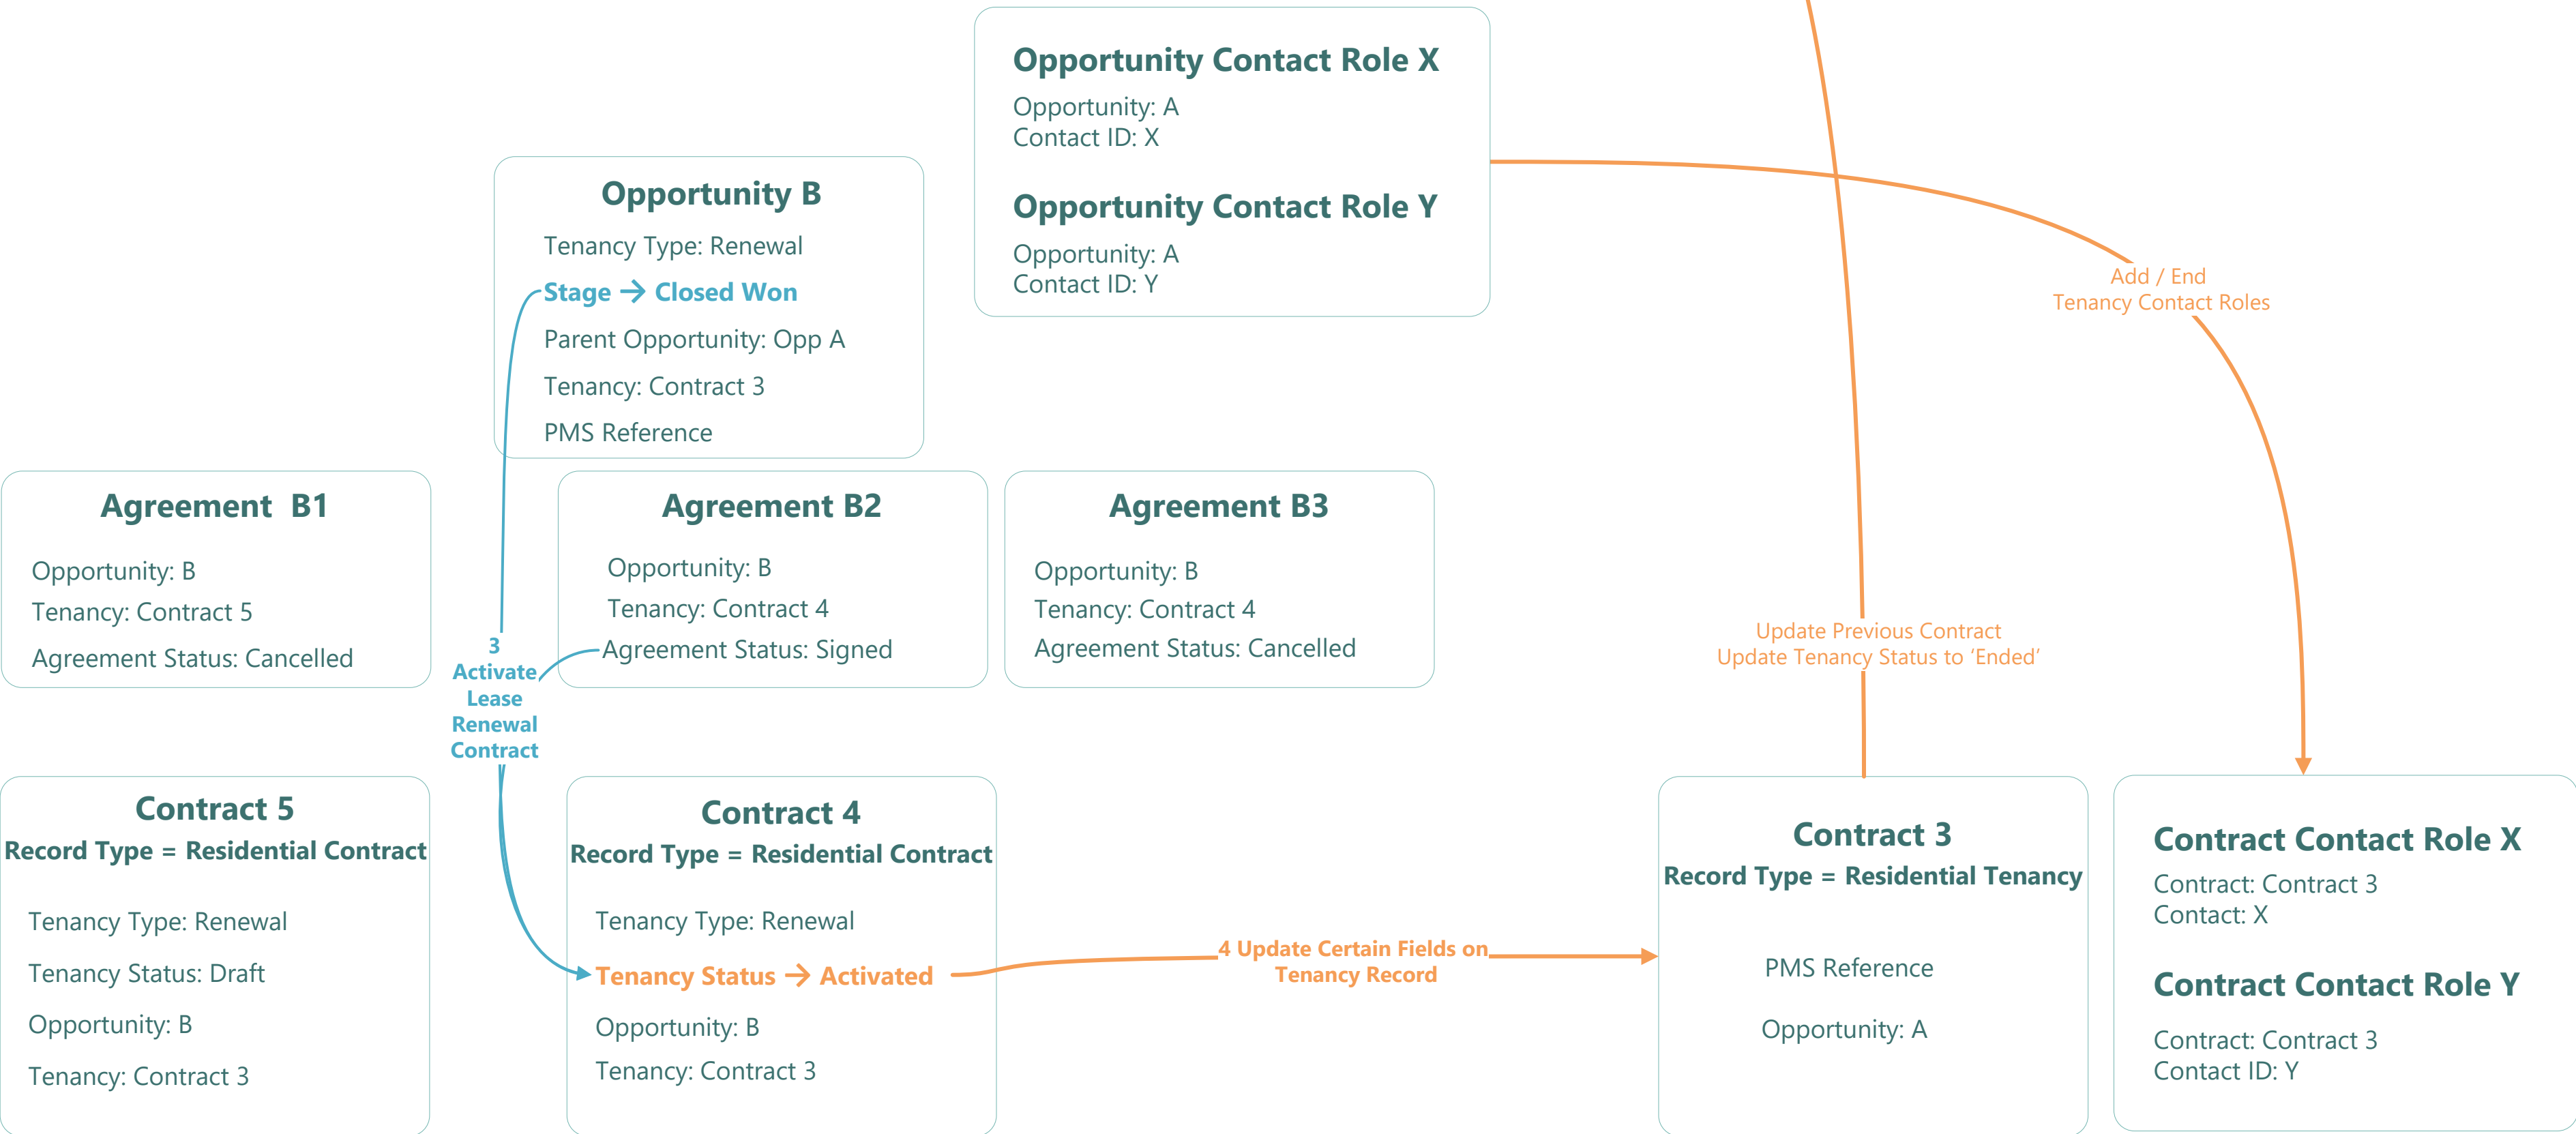 Opportunity Contact Role X
Opportunity: A
Contact ID: X
Opportunity Contact Role Y
Opportunity: A
Contact ID: Y
Opportunity B
Tenancy Type: Renewal
Stage → Closed Won
Parent Opportunity: Opp A
Tenancy: Contract 3
PMS Reference
Add / End
Tenancy Contact Roles
Agreement  B1
Opportunity: B
Tenancy: Contract 5
Agreement Status: Cancelled
Agreement B2
Opportunity: B
Tenancy: Contract 4
Agreement Status: Signed
Agreement B3
Opportunity: B
Tenancy: Contract 4
Agreement Status: Cancelled
3
Activate
Lease
Renewal
Contract
Update Previous Contract
Update Tenancy Status to ‘Ended’
Contract 5
Record Type = Residential Contract
Tenancy Type: Renewal
Tenancy Status: Draft
Opportunity: B
Tenancy: Contract 3
Contract 4
Record Type = Residential Contract
Tenancy Type: Renewal
Tenancy Status → Activated
Opportunity: B
Tenancy: Contract 3
4 Update Certain Fields on
Tenancy Record
Contract 3
Record Type = Residential Tenancy
PMS Reference
Opportunity: A
Contract Contact Role X
Contract: Contract 3
Contact: X
Contract Contact Role Y
Contract: Contract 3
Contact ID: Y